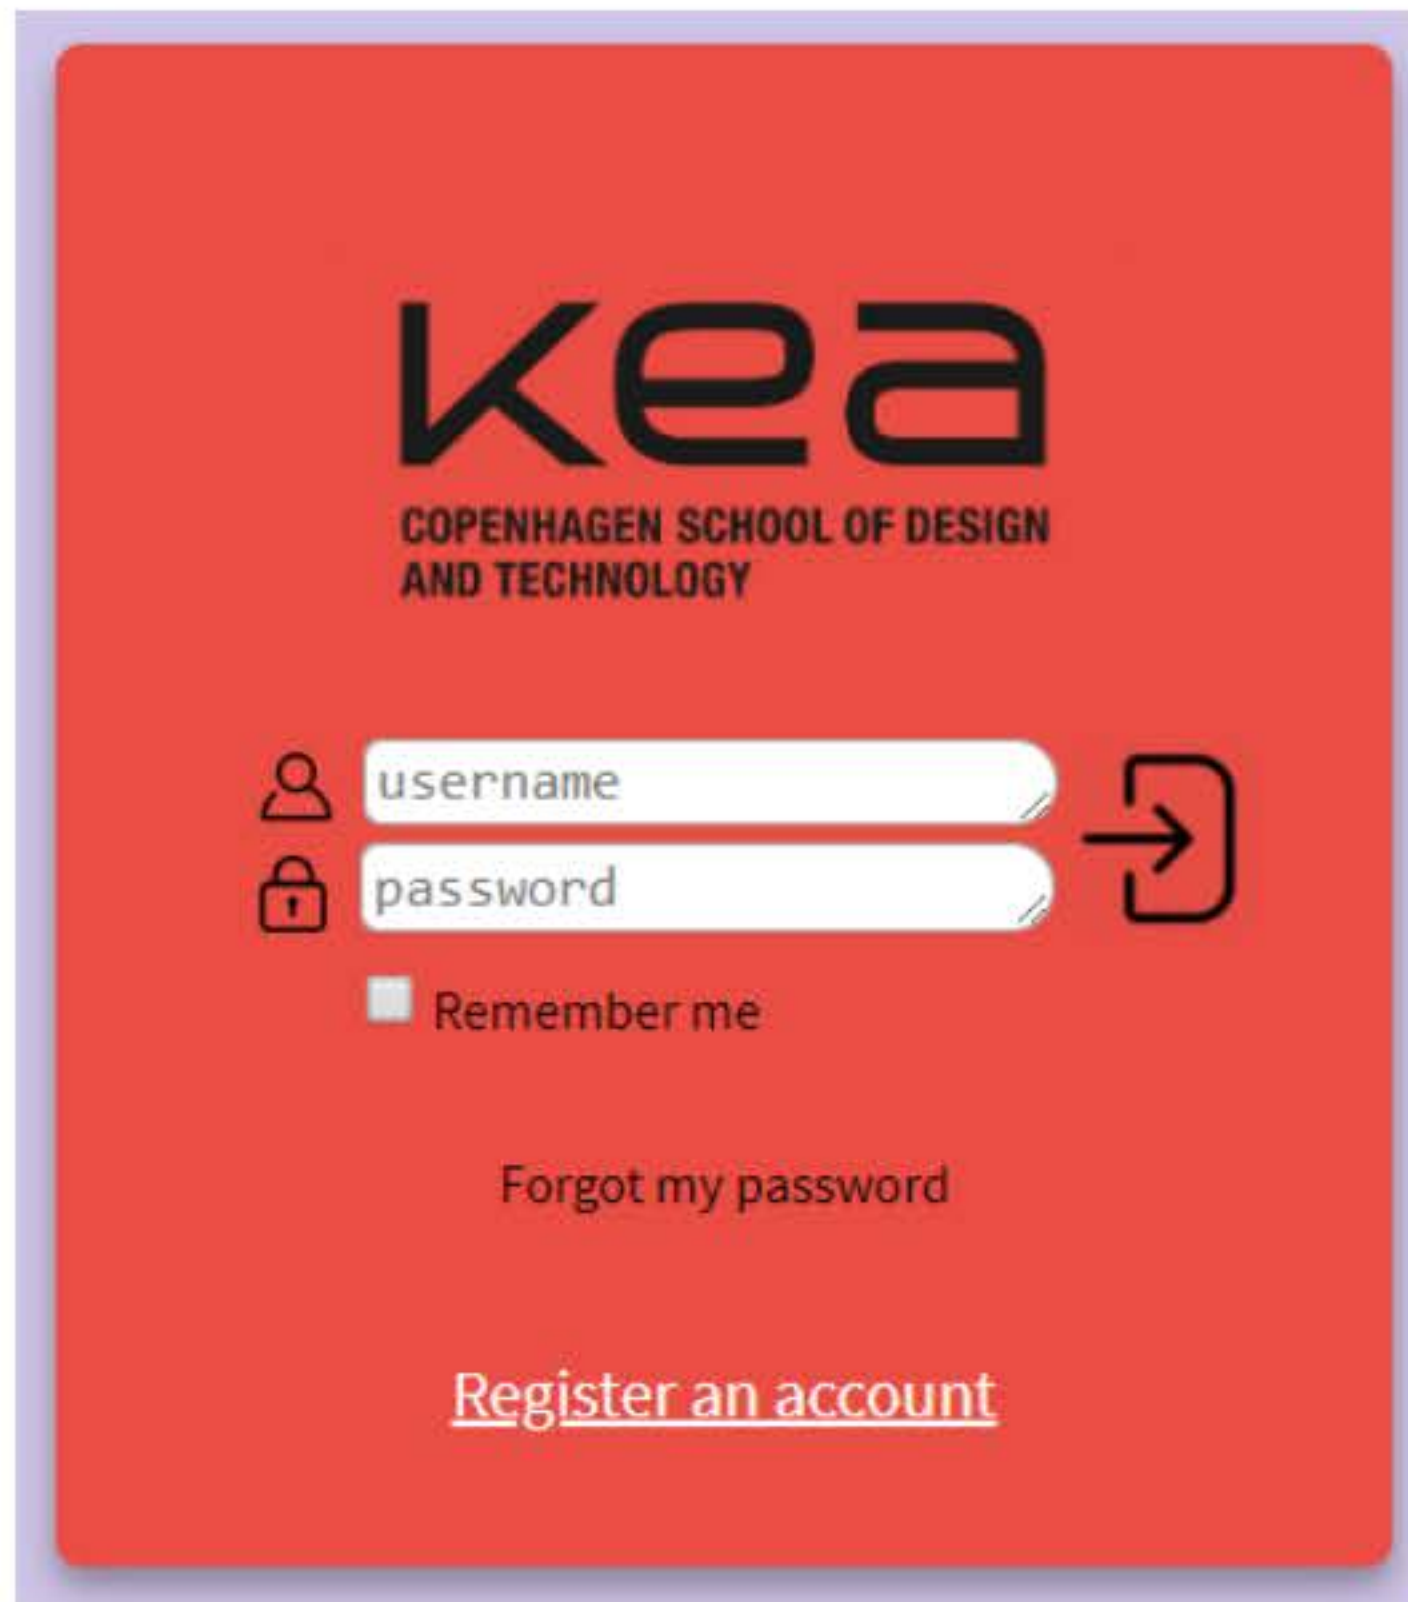 kea
COPENHAGEN SCHOOL OF DESIGN
AND TECHNOLOGY
username
password
Remember me
Forgot my password
Register an account